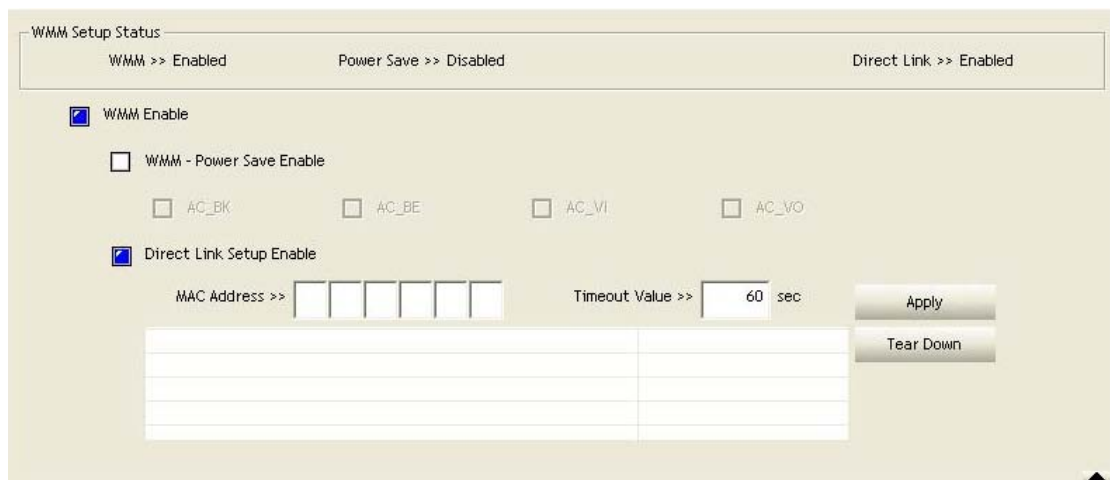 WMM Setup Status
WMM >> Enabled Power Save >> Disabled Direct Link >> Enabled
WMM Enable
WMM - Power Save Enable
AC_BK AC_BE AC_VI AC_VO
Direct Link Setup Enable
MAC Address >> Timeout Value >> 60 sec
Apply
Tear Down